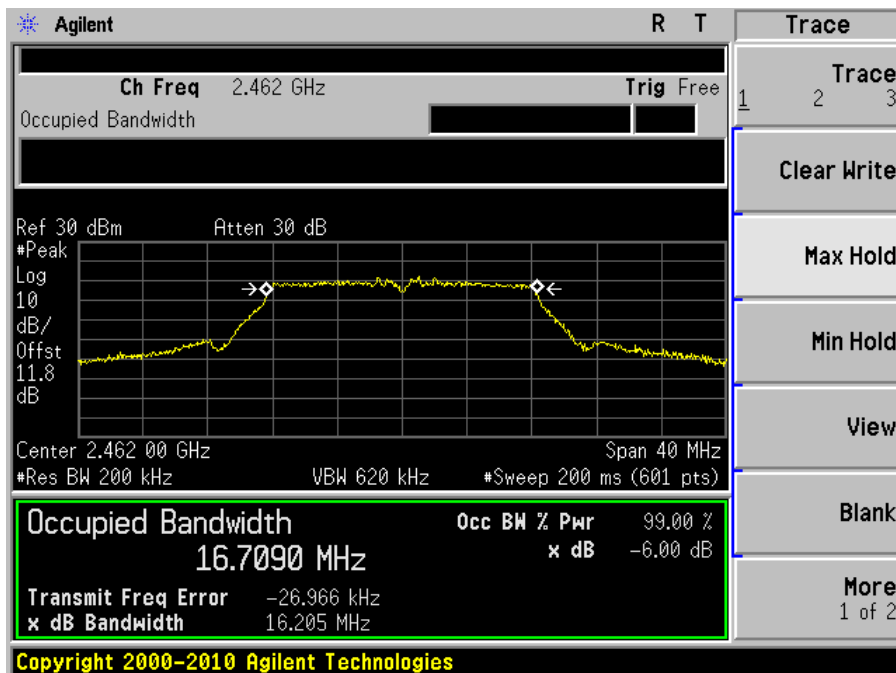 Agilent R T Trace
Ch Freq 2.462 GHz Trig Free
Occupied Bandwidth
Trace
1 2 3
Clear Write
Max Hold
Min Hold
View
Blank
More
1 of 2
Ref 30 dBm Atten 30 dB
#Peak
Log
10
dB/
Offst
11.8
dB
Center 2.462 00 GHz Span 40 MHz
#Res BW 200 kHz VBW 620 kHz #Sweep 200 ms (601 pts)
Occupied Bandwidth Occ BW % Pwr 99.00 %
16.7090 MHz x dB -6.00 dB
Transmit Freq Error -26.966 kHz
x dB Bandwidth 16.205 MHz
Copyright 2000-2010 Agilent Technologies